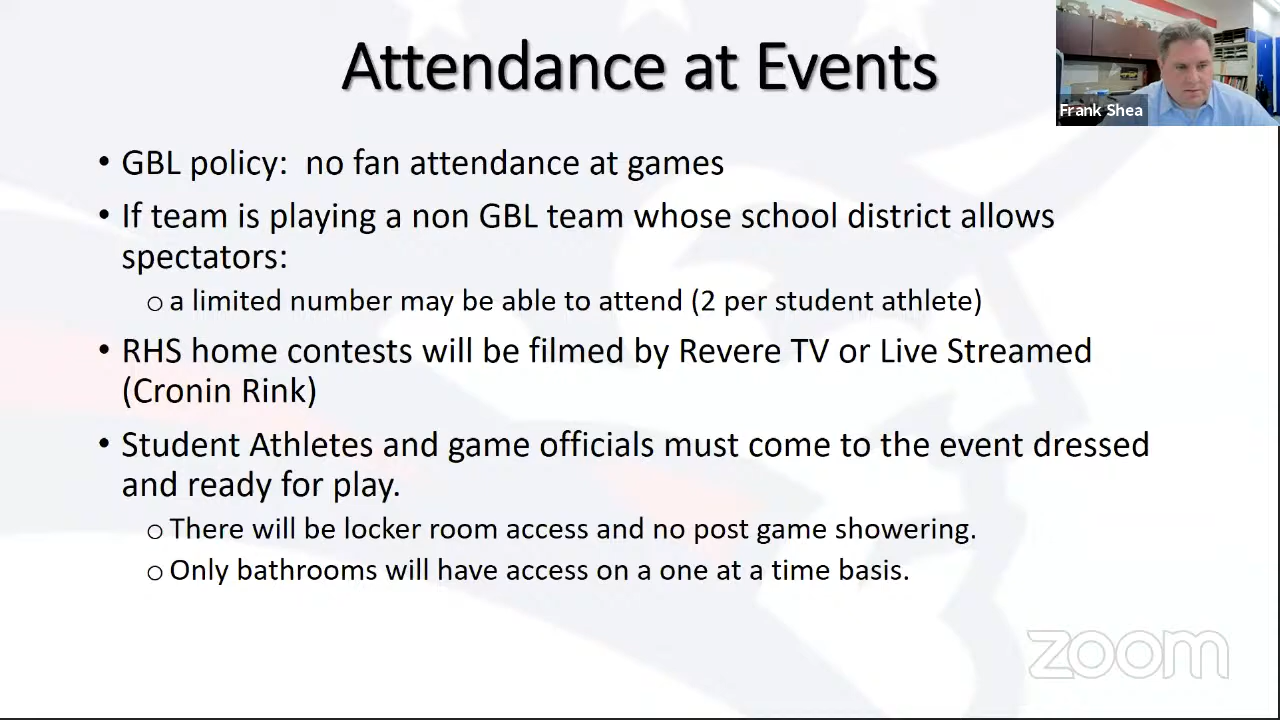 Attendance at Events
Frank Shea
• GBL policy:  no fan attendance at games
• If team is playing a non GBL team whose school district allows
spectators:
o a limited number may be able to attend (2 per student athlete)
• RHS home contests will be filmed by Revere TV or Live Streamed
(Cronin Rink)
• Student Athletes and game officials must come to the event dressed
and ready for play.
o There will be locker room access and no post game showering.
o Only bathrooms will have access on a one at a time basis.
zoom